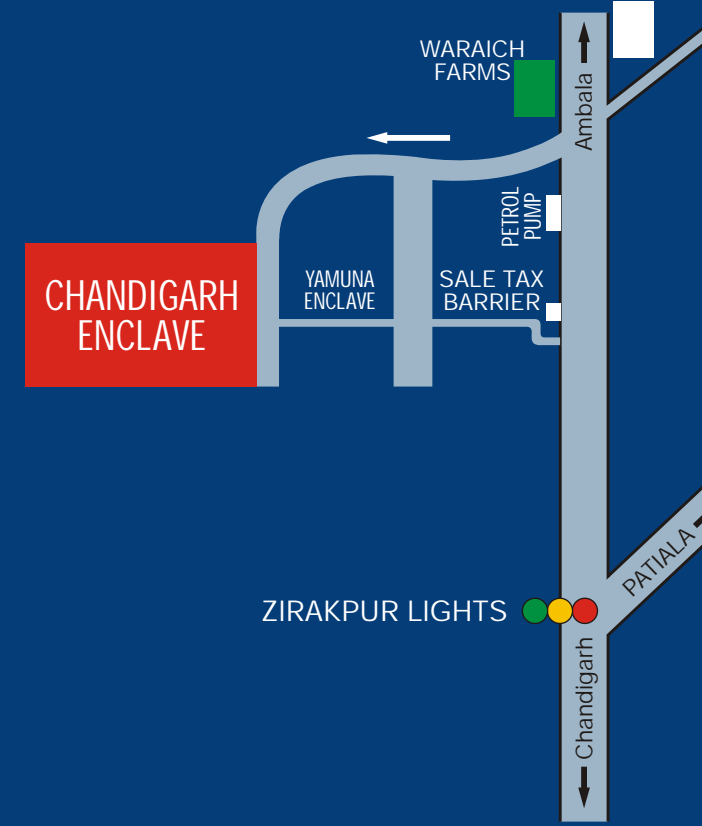 WARAICH
FARMS
Ambala
PETROL
PUMP
YAMUNA
ENCLAVE
SALE TAX
BARRIER
CHANDIGARH
ENCLAVE
PATIALA
ZIRAKPUR LIGHTS
Chandigarh